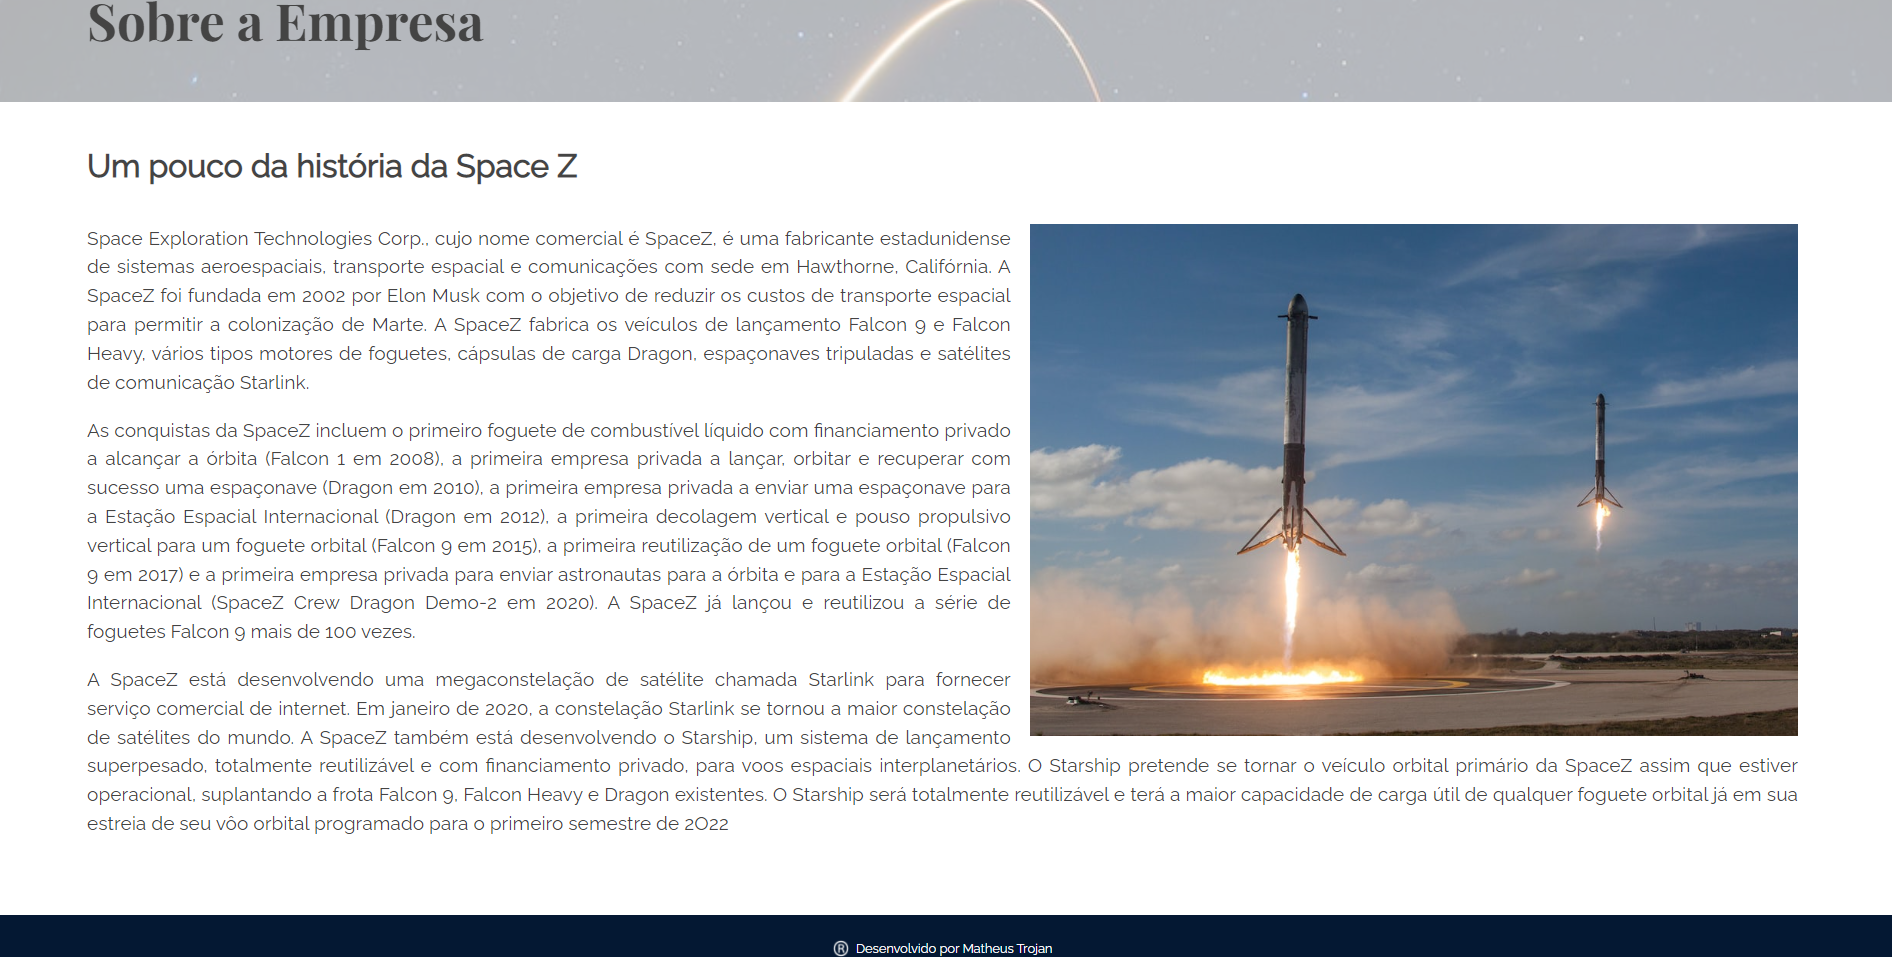 Sobre a Empresa
Um pouco da história da Space Z
Space Exploration Technologies Corp., cujo nome comercial é SpaceZ, é uma fabricante estadunidense
de sistemas aeroespaciais, transporte espacial e comunicações com sede em Hawthorne, Califórnia. A
SpaceZ foi fundada em 2002 por Elon Musk com o objetivo de reduzir os custos de transporte espacial
para permitir a colonização de Marte. A SpaceZ fabrica os veículos de lançamento Falcon 9 e Falcon
Heavy, vários tipos motores de foguetes, cápsulas de carga Dragon, espaçonaves tripuladas e satélites
de comunicação Starlink.
As conquistas da SpaceZ incluem o primeiro foguete de combustível líquido com financiamento privado
a alcançar a órbita (Falcon 1 em 2008), a primeira empresa privada a lançar, orbitar e recuperar com
sucesso uma espaçonave (Dragon em 2010), a primeira empresa privada a enviar uma espaçonave para
a Estação Espacial Internacional (Dragon em 2012), a primeira decolagem vertical e pouso propulsivo
vertical para um foguete orbital (Falcon 9 em 2015), a primeira reutilização de um foguete orbital (Falcon
9 em 2017) e a primeira empresa privada para enviar astronautas para a órbita e para a Estação Espacial
Internacional (SpaceZ Crew Dragon Demo-2 em 2020). A SpaceZ já lançou e reutilizou a série de
foguetes Falcon 9 mais de 100 vezes.
A SpaceZ está desenvolvendo uma megaconstelação de satélite chamada Starlink para fornecer
serviço comercial de internet. Em janeiro de 2020, a constelação Starlink se tornou a maior constelação
de satélites do mundo. A SpaceZ também está desenvolvendo o Starship, um sistema de lançamento
superpesado, totalmente reutilizável e com financiamento privado, para voos espaciais interplanetários. O Starship pretende se tornar o veículo orbital primário da SpaceZ assim que estiver
operacional, suplantando a frota Falcon 9, Falcon Heavy e Dragon existentes. O Starship será totalmente reutilizável e terá a maior capacidade de carga útil de qualquer foguete orbital já em sua
estreia de seu vôo orbital programado para o primeiro semestre de 2O22
® Desenvolvido por Matheus Trojan